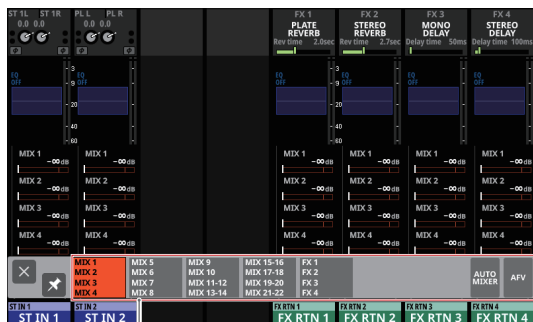 ST 1L ST 1R PL L PL R FX 1 FX 2 FX 3 FX 4
0.0 0.0 0.0 0.0 PLATE REVERB STEREO REVERB MONO DELAY STEREO DELAY
Rev time 2.0sec Rev time 2.7sec Delay time 50ms Delay time 100ms
Ø Ø Ø Ø
3
EQ EQ 9 EQ EQ EQ EQ
OFF OFF OFF OFF OFF OFF
20
40
60
MIX 1 MIX 1 MIX 1 MIX 1 MIX 1 MIX 1
-∞dB -∞dB -∞dB -∞dB -∞dB -∞dB
MIX 2 MIX 2 MIX 2 MIX 2 MIX 2 MIX 2
-∞dB -∞dB -∞dB -∞dB -∞dB -∞dB
MIX 3 MIX 3 MIX 3 MIX 3 MIX 3 MIX 3
-∞dB -∞dB -∞dB -∞dB -∞dB -∞dB
MIX 4 MIX 4 MIX 4 MIX 4 MIX 4 MIX 4
-∞dB -∞dB -∞dB -∞dB -∞dB -∞dB
MIX 1 MIX 5 MIX 9 MIX 15-16 FX 1
MIX 2 MIX 6 MIX 10 MIX 17-18 FX 2 AUTO MIXER AFV
MIX 3 MIX 7 MIX 11-12 MIX 19-20 FX 3
MIX 4 MIX 8 MIX 13-14 MIX 21-22 FX 4
ST IN 1 ST IN 2 FX RTN 1 FX RTN 2 FX RTN 3 FX RTN 4
ST IN 1 ST IN 2 FX RTN 1 FX RTN 2 FX RTN 3 FX RTN 4